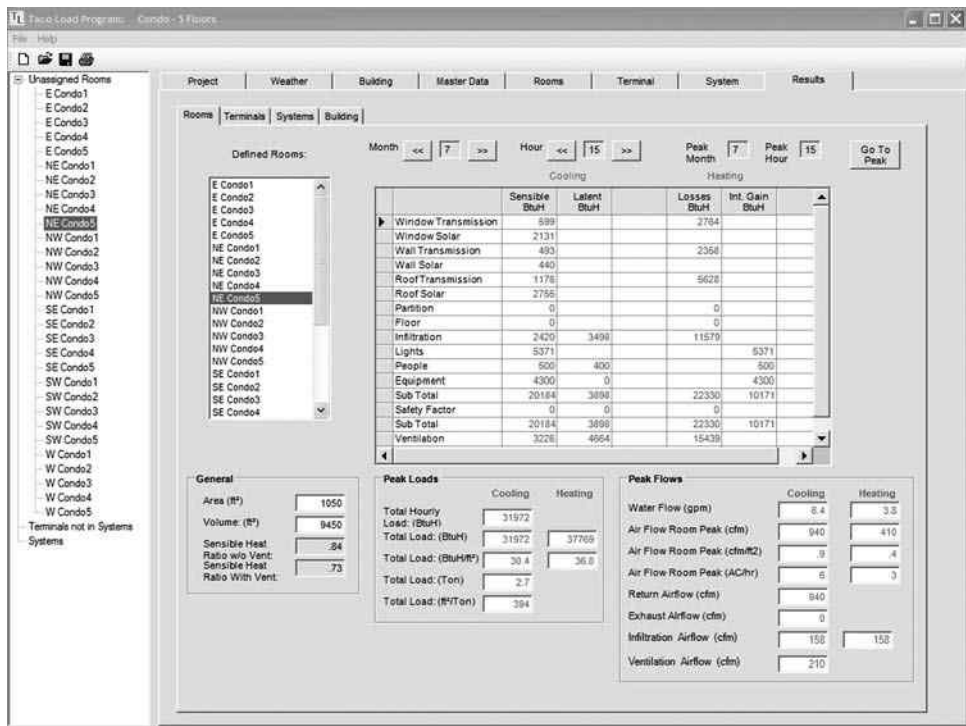 TL Taco Load Program: Condo - 5 Floors
File Help
Unassigned Rooms
E Condo1
E Condo2
E Condo3
E Condo4
E Condo5
NE Condo1
NE Condo2
NE Condo3
NE Condo4
NE Condo5
NW Condo1
NW Condo2
NW Condo3
NW Condo4
NW Condo5
SE Condo1
SE Condo2
SE Condo3
SE Condo4
SE Condo5
SW Condo1
SW Condo2
SW Condo3
SW Condo4
SW Condo5
W Condo1
W Condo2
W Condo3
W Condo4
W Condo5
Terminals not in Systems
Systems
Project Weather Building Master Data Rooms Terminal System Results
Rooms Terminals Systems Building
Defined Rooms:
E Condo1
E Condo2
E Condo3
E Condo4
E Condo5
NE Condo1
NE Condo2
NE Condo3
NE Condo4
NE Condo5
NW Condo1
NW Condo2
NW Condo3
NW Condo4
NW Condo5
SE Condo1
SE Condo2
SE Condo3
SE Condo4
Month << 7 >> Hour << 15 >> Peak Month 7 Peak Hour 15 Go To Peak
Cooling Heating
Sensible BtuH Latent BtuH Losses BtuH Int. Gain BtuH
Window Transmission 599 2764
Window Solar 2131
Wall Transmission 493 2358
Wall Solar 440
Roof Transmission 1176 5628
Roof Solar 2755
Partition 0 0
Floor 0 0
Infiltration 2420 3498 11579
Lights 5371 5371
People 500 400 500
Equipment 4300 0 4300
Sub Total 20184 3898 22330 10171
Safety Factor 0 0 0
Sub Total 20184 3898 22330 10171
Ventilation 3226 4664 15439
General
Area (ft²) 1050
Volume: (ft³) 9450
Sensible Heat Ratio w/o Vent: .84
Sensible Heat Ratio With Vent: .73
Peak Loads
Cooling Heating
Total Hourly Load: (BtuH) 31972
Total Load: (BtuH) 31972 37769
Total Load: (BtuH/ft²) 30.4 36.0
Total Load: (Ton) 2.7
Total Load: (ft²/Ton) 394
Peak Flows
Cooling Heating
Water Flow (gpm) 6.4 3.8
Air Flow Room Peak (cfm) 940 410
Air Flow Room Peak (cfm/ft2) .9 .4
Air Flow Room Peak (AC/hr) 6 3
Return Airflow (cfm) 940
Exhaust Airflow (cfm) 0
Infiltration Airflow (cfm) 158 158
Ventilation Airflow (cfm) 210